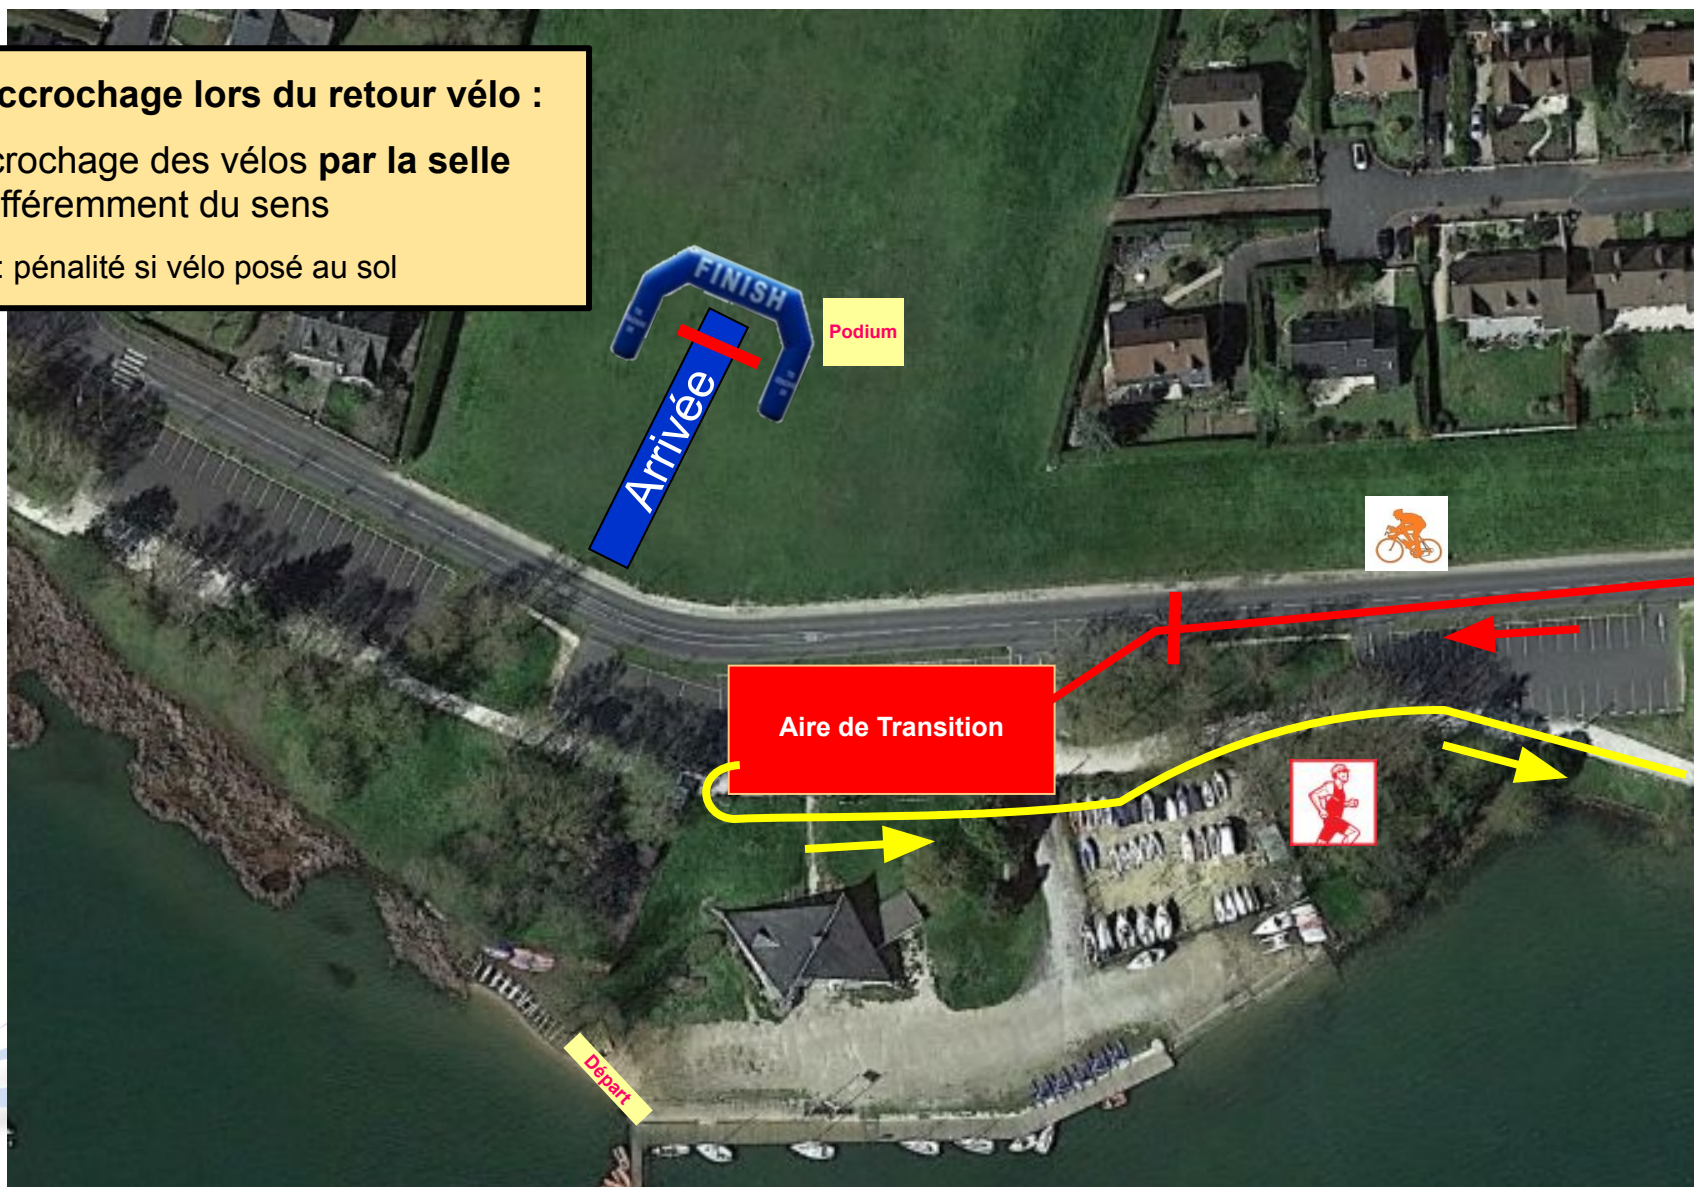 ccrochage lors du retour vélo :
crochage des vélos par la selle
fféremment du sens
: pénalité si vélo posé au sol
FINISH
Podium
Arrivée
Aire de Transition
Départ